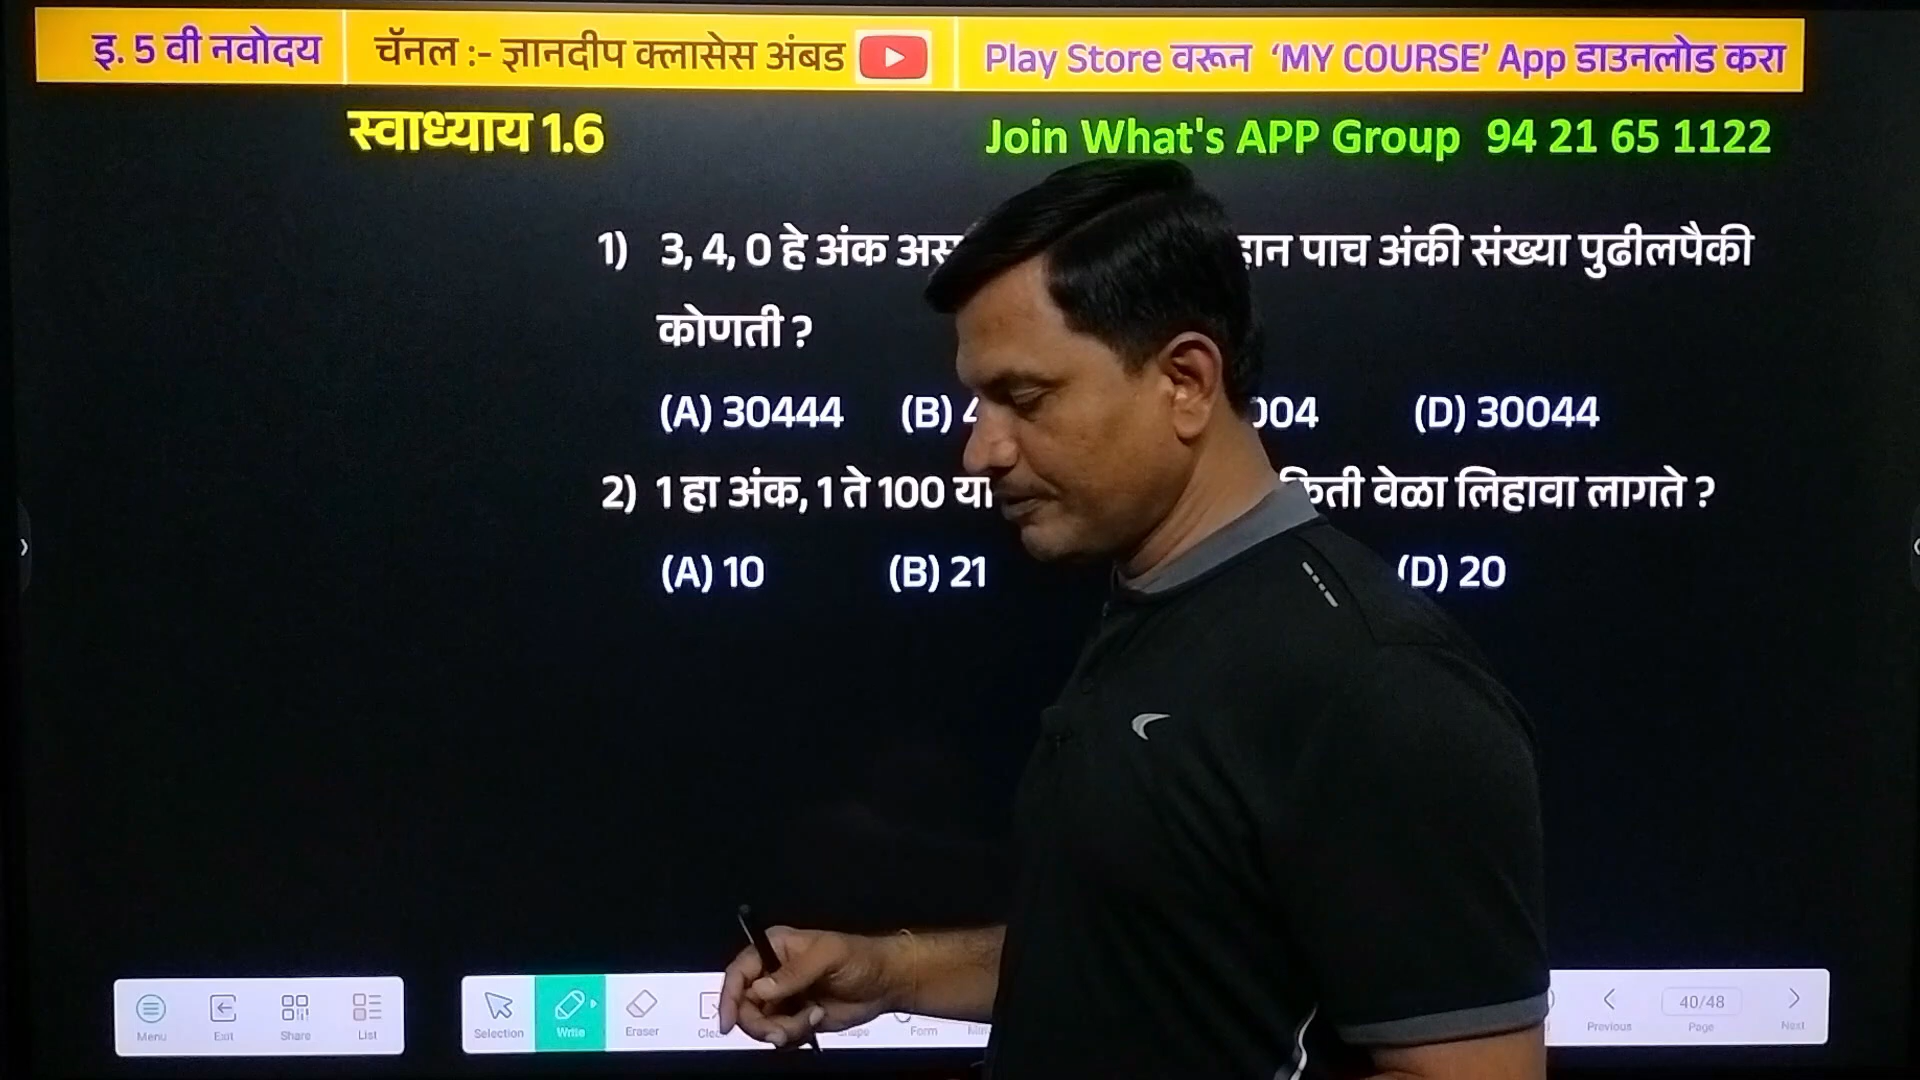 इ. 5 वी नवोदय चॅनल :- ज्ञानदीप क्लासेस अंबड Play Store वरून ‘MY COURSE’ App डाउनलोड करा
स्वाध्याय 1.6 Join What's APP Group 94 21 65 1122
1) 3, 4, 0 हे अंक पाच अंकी संख्या पुढीलपैकी
कोणती ?
(A) 30444 (B) (D) 30044
2) 1 हा अंक, 1 ते 100 वेळा लिहावा लागते ?
(A) 10 (B) 21 (D) 20
Menu Exit Share List Selection Write Eraser Form Previous 40/48 Page Next